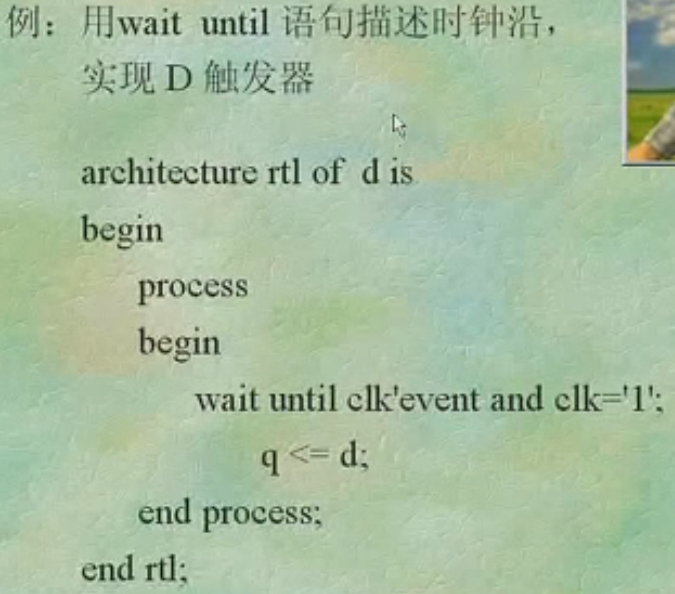 例：用wait until 语句描述时钟沿，
实现 D 触发器
architecture rtl of d is
begin
process
begin
wait until clk'event and clk='1';
q <= d;
end process;
end rtl;